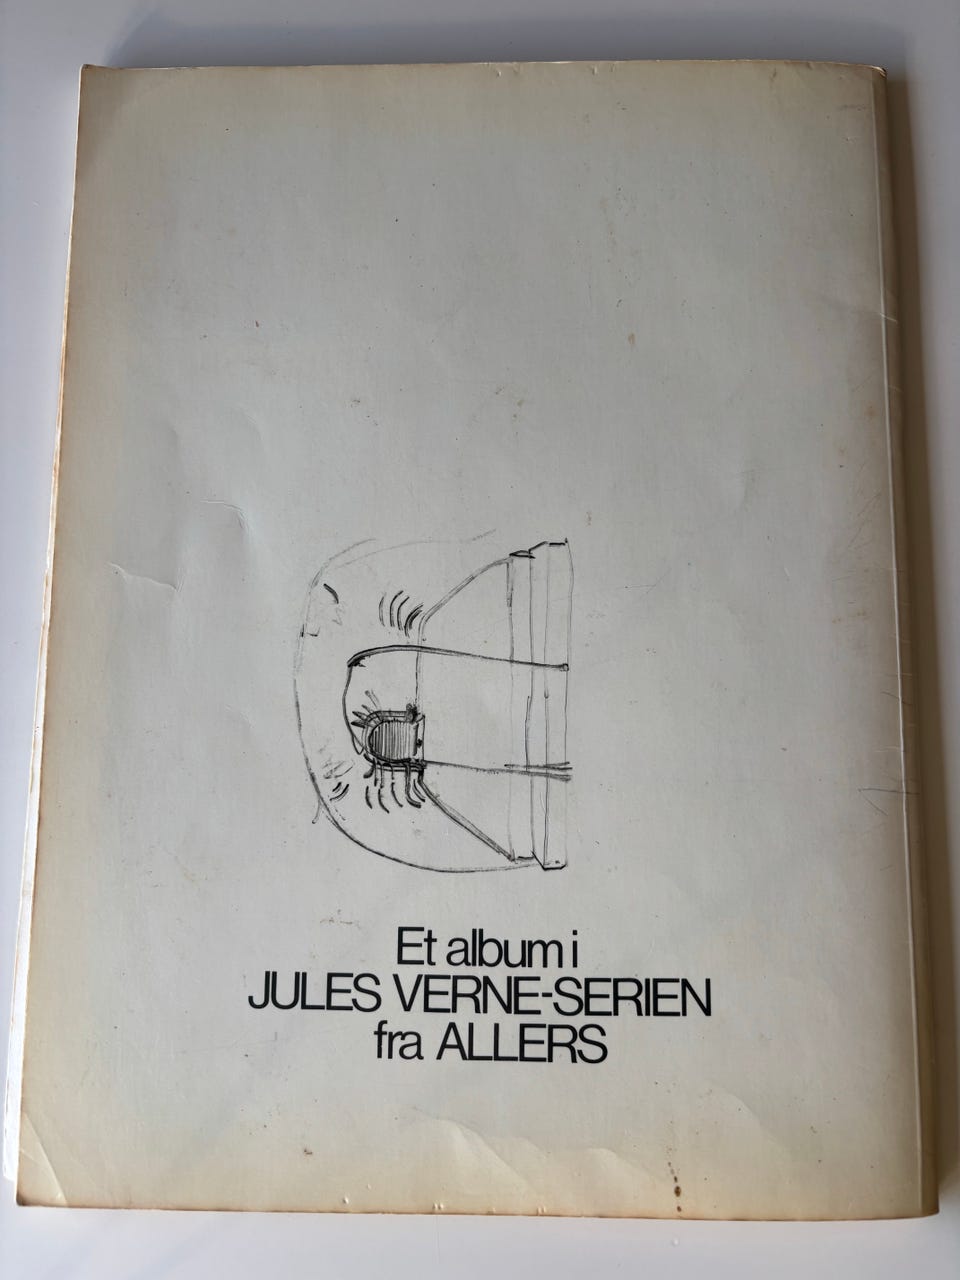 Et album i
JULES VERNE-SERIEN
fra ALLERS